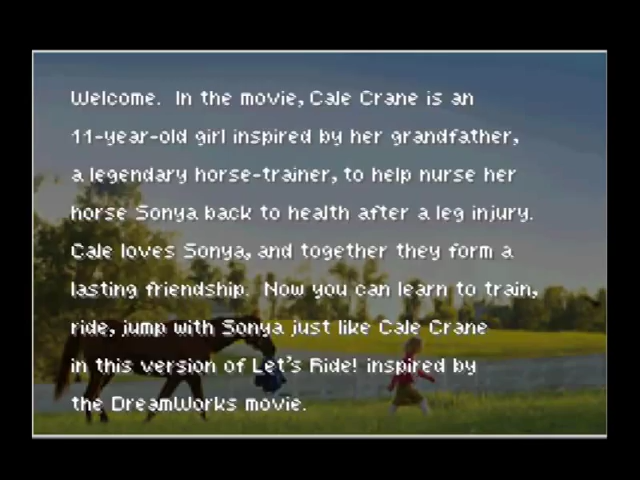 Welcome. In the movie, Cale Crane is an
11-year-old girl inspired by her grandfather,
a legendary horse-trainer, to help nurse her
horse Sonya back to health after a leg injury.
Cale loves Sonya, and together they form a
lasting friendship. Now you can learn to train,
ride, jump with Sonya just like Cale Crane
in this version of Let's Ride! inspired by
the DreamWorks movie.